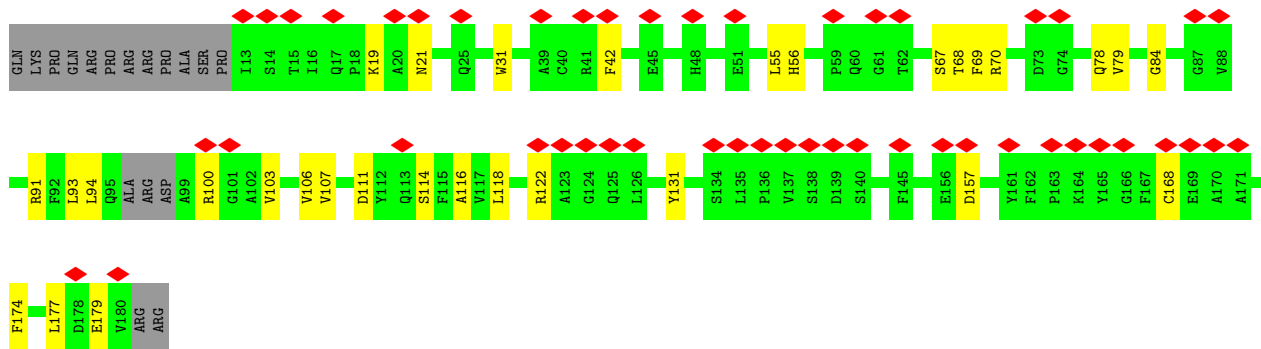 GLN LYS PRO GLN ARG PRO ARG ARG PRO ALA SER PRO I13 S14 T15 I16 Q17 P18 K19 A20 N21 Q25 W31 A39 C40 R41 F42 E45 H48 E51 L55 H56 P59 Q60 G61 T62 S67 T68 F69 R70 D73 G74 Q78 V79 G84 G87 V88
R91 F92 L93 L94 Q95 ALA ARG ASP A99 R100 G101 A102 V103 V106 V107 D111 Y112 Q113 S114 F115 A116 V117 L118 R122 A123 G124 Q125 L126 Y131 S134 L135 P136 V137 S138 D139 S140 F145 E156 D157 Y161 F162 P163 K164 Y165 G166 F167 C168 E169 A170 A171
F174 L177 D178 E179 V180 ARG ARG